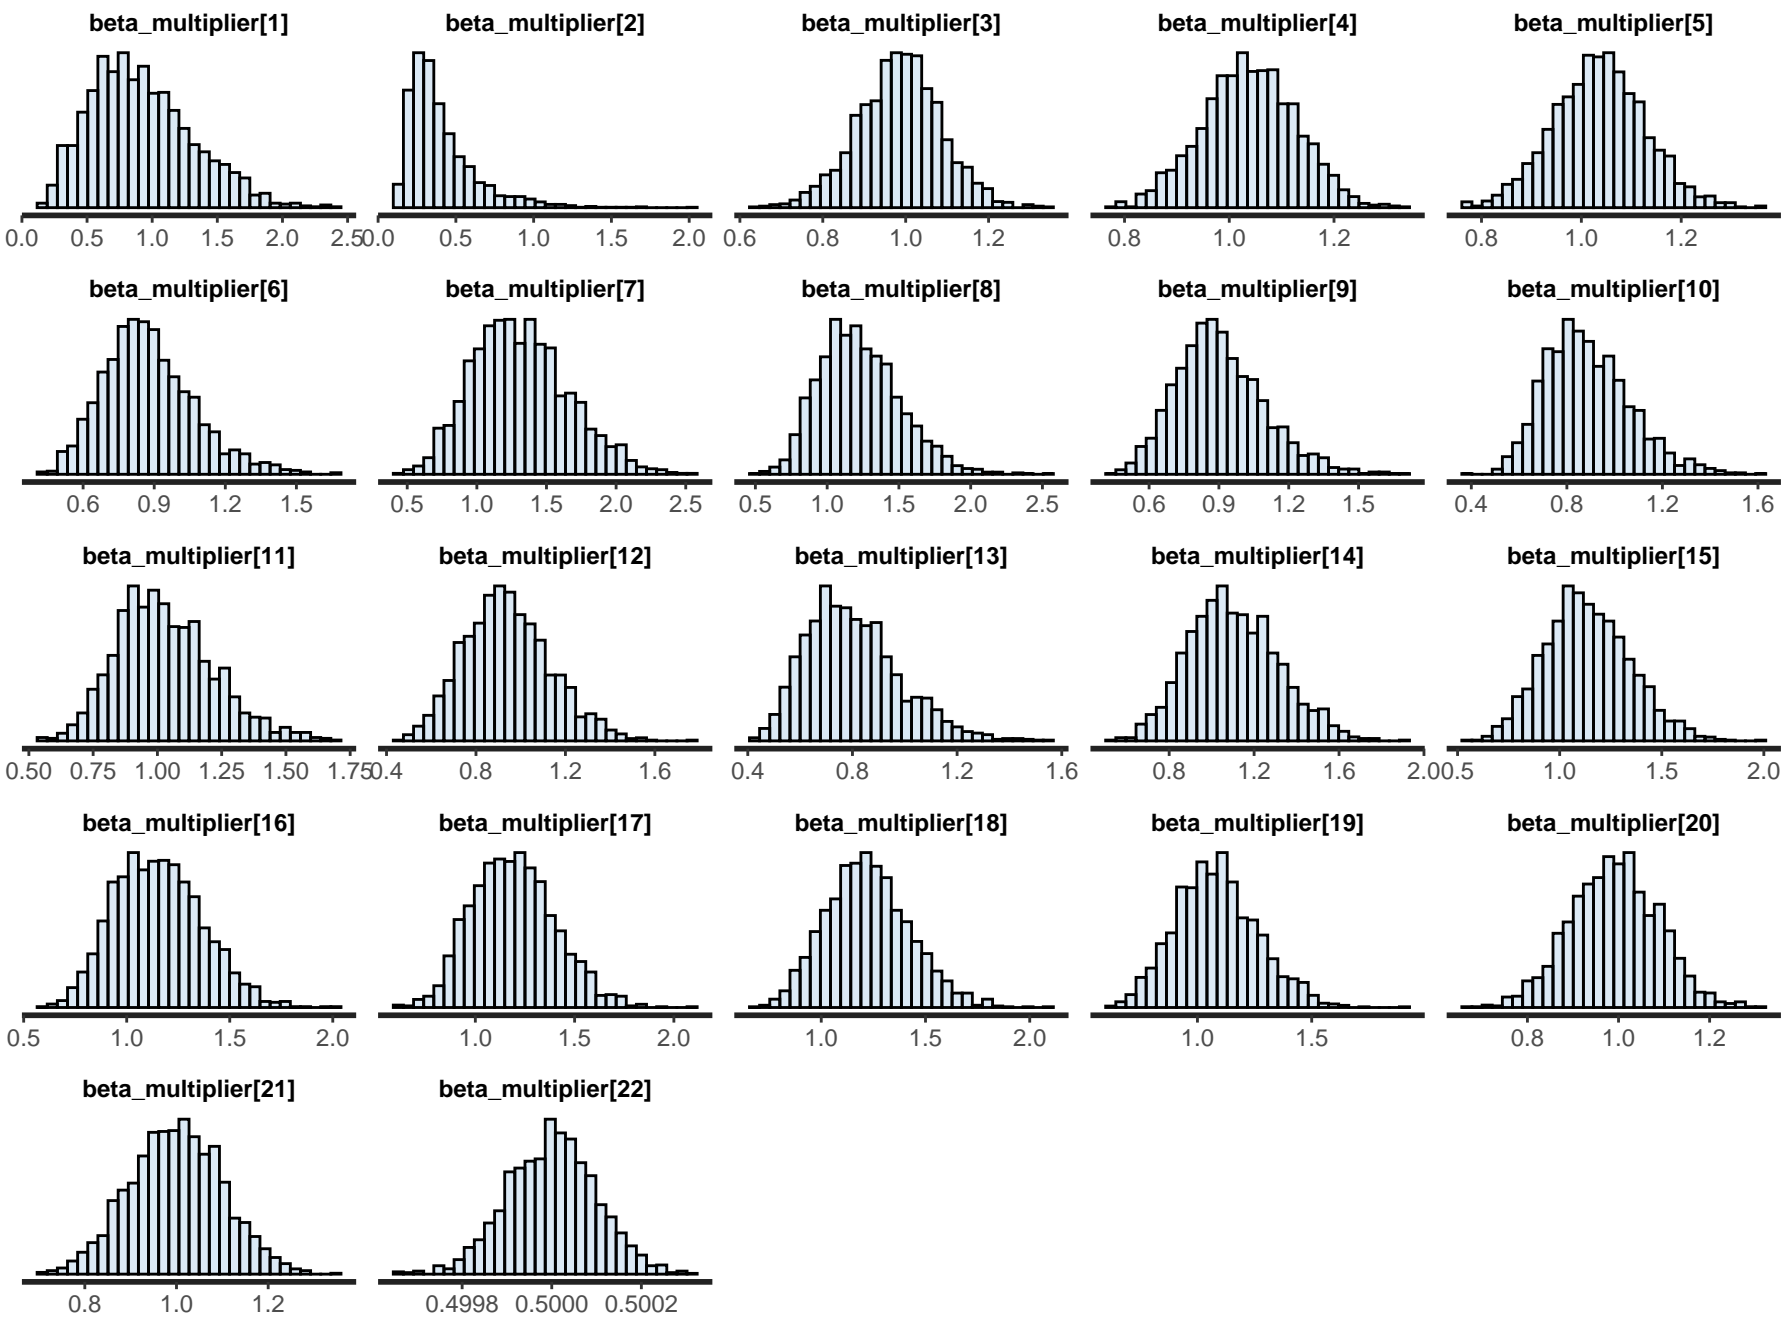 beta_multiplier[1] beta_multiplier[2] beta_multiplier[3] beta_multiplier[4] beta_multiplier[5]
0.0 0.5 1.0 1.5 2.0 2.5 0.0 0.5 1.0 1.5 2.0 0.6 0.8 1.0 1.2 0.8 1.0 1.2 0.8 1.0 1.2
beta_multiplier[6] beta_multiplier[7] beta_multiplier[8] beta_multiplier[9] beta_multiplier[10]
0.6 0.9 1.2 1.5 0.5 1.0 1.5 2.0 2.5 0.5 1.0 1.5 2.0 2.5 0.6 0.9 1.2 1.5 0.4 0.8 1.2 1.6
beta_multiplier[11] beta_multiplier[12] beta_multiplier[13] beta_multiplier[14] beta_multiplier[15]
0.50 0.75 1.00 1.25 1.50 1.75 0.4 0.8 1.2 1.6 0.4 0.8 1.2 1.6 0.8 1.2 1.6 2.0 0.5 1.0 1.5 2.0
beta_multiplier[16] beta_multiplier[17] beta_multiplier[18] beta_multiplier[19] beta_multiplier[20]
0.5 1.0 1.5 2.0 1.0 1.5 2.0 1.0 1.5 2.0 1.0 1.5 0.8 1.0 1.2
beta_multiplier[21] beta_multiplier[22]
0.8 1.0 1.2 0.4998 0.5000 0.5002